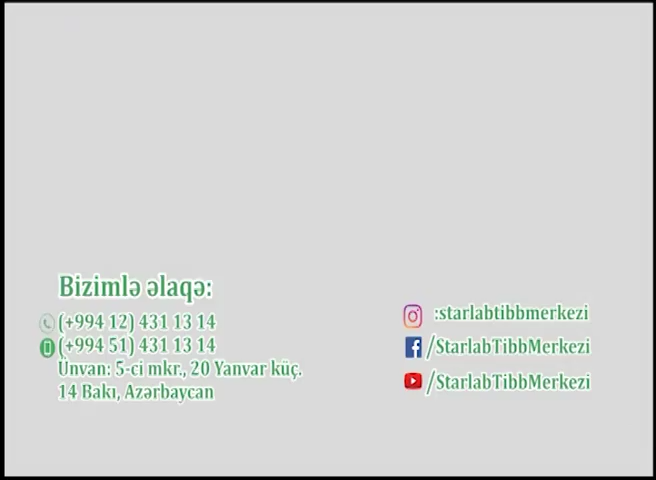 Bizimlə əlaqə:
(+994 12) 431 13 14
(+994 51) 431 13 14
Ünvan: 5-ci mkr., 20 Yanvar küç.
14 Bakı, Azərbaycan
:starlabtibbmerkezi
/StarlabTibbMerkezi
/StarlabTibbMerkezi